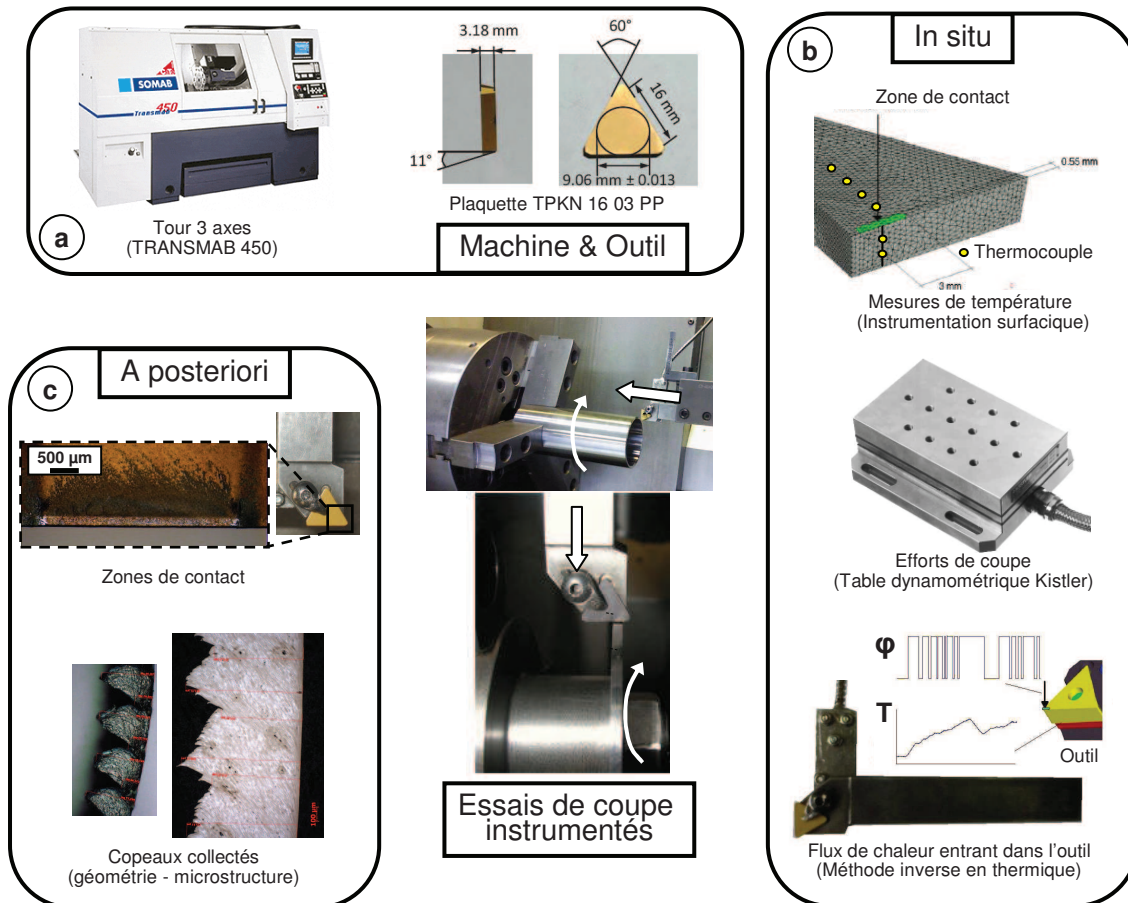 a
SOMAB
Transmab 450
Tour 3 axes
(TRANSMAB 450)
3.18 mm
11°
60°
16 mm
9.06 mm ± 0.013
Plaquette TPKN 16 03 PP
Machine & Outil
b
In situ
Zone de contact
0.55 mm
Thermocouple
3 mm
Mesures de température
(Instrumentation surfacique)
Efforts de coupe
(Table dynamométrique Kistler)
φ
T
Outil
Flux de chaleur entrant dans l'outil
(Méthode inverse en thermique)
c
A posteriori
500 µm
Zones de contact
100 µm
Copeaux collectés
(géométrie - microstructure)
Essais de coupe
instrumentés